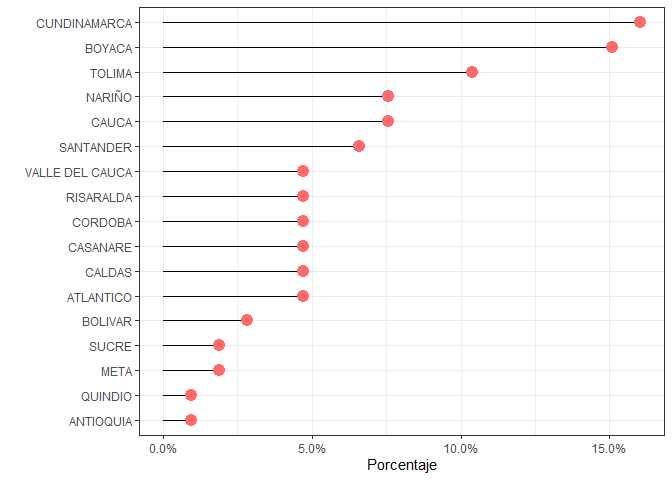 CUNDINAMARCA
BOYACA
TOLIMA
NARIÑO
CAUCA
SANTANDER
VALLE DEL CAUCA
RISARALDA
CORDOBA
CASANARE
CALDAS
ATLANTICO
BOLIVAR
SUCRE
META
QUINDIO
ANTIOQUIA
0.0% 5.0% 10.0% 15.0%
Porcentaje